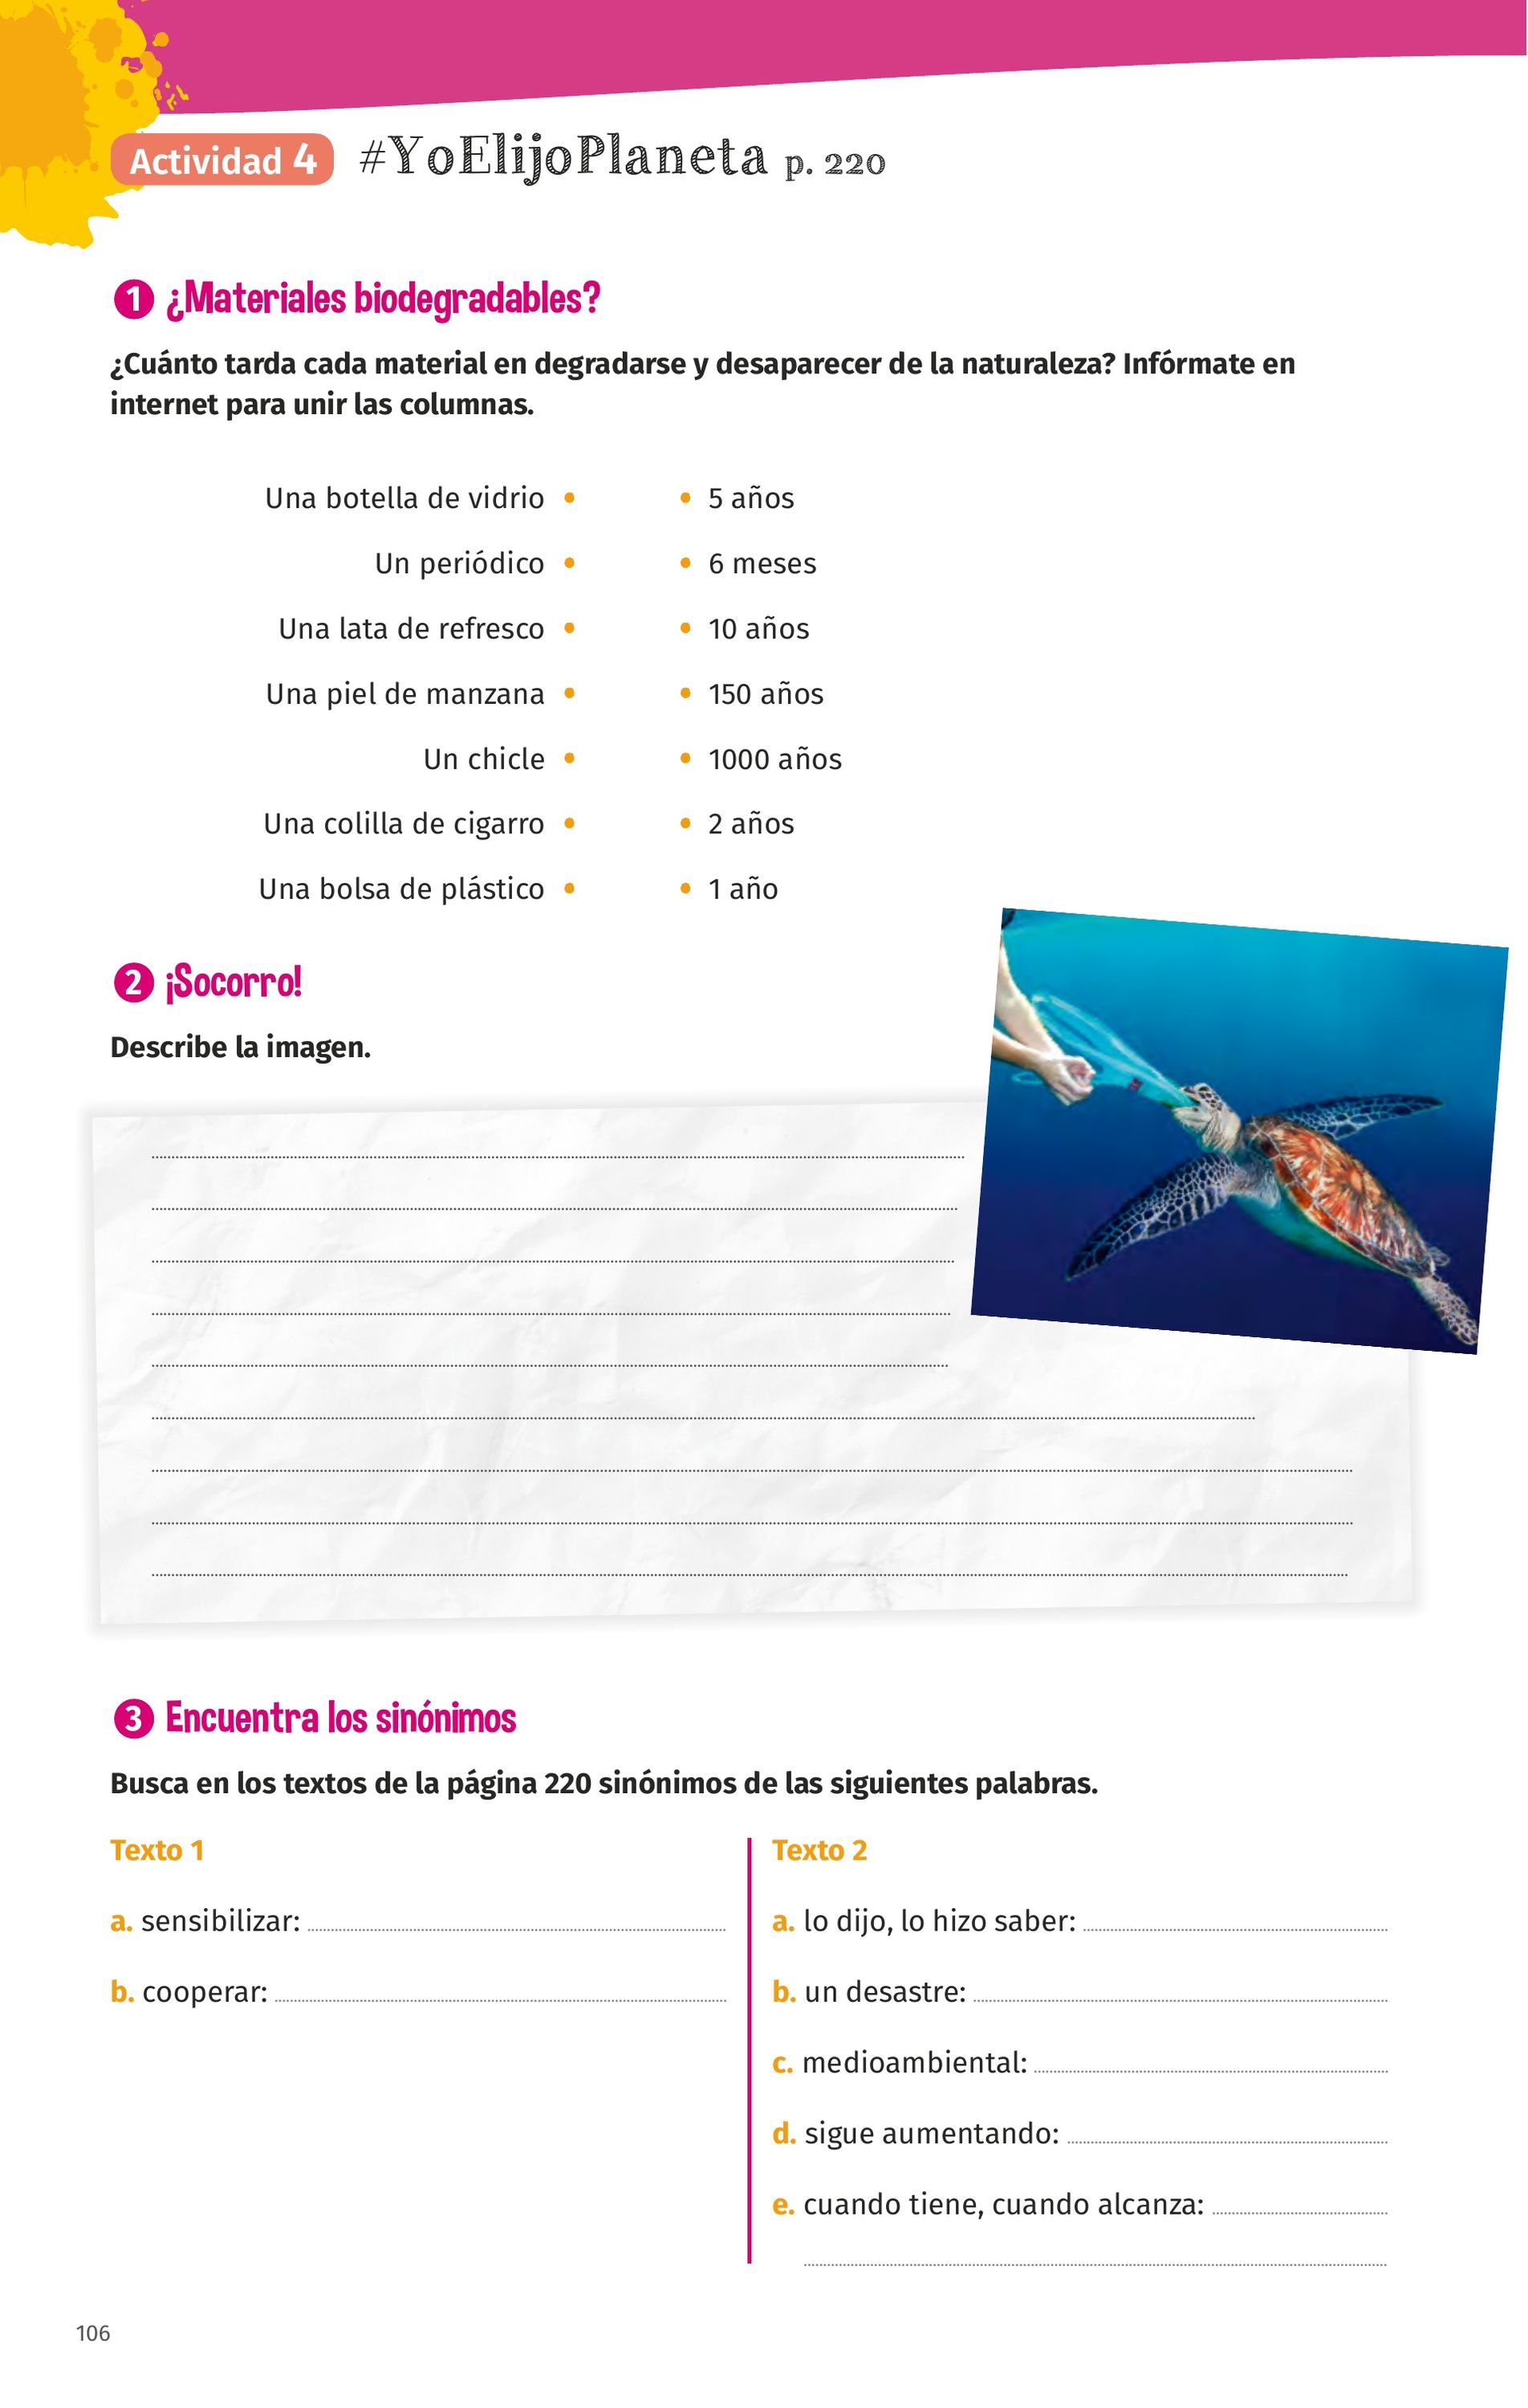 Actividad 4 #YoElijoPlaneta p. 220
1 ¿Materiales biodegradables?
¿Cuánto tarda cada material en degradarse y desaparecer de la naturaleza? Infórmate en
internet para unir las columnas.
Una botella de vidrio • • 5 años
Un periódico • • 6 meses
Una lata de refresco • • 10 años
Una piel de manzana • • 150 años
Un chicle • • 1000 años
Una colilla de cigarro • • 2 años
Una bolsa de plástico • • 1 año
2 ¡Socorro!
Describe la imagen.
3 Encuentra los sinónimos
Busca en los textos de la página 220 sinónimos de las siguientes palabras.
Texto 1
a. sensibilizar:
b. cooperar:
Texto 2
a. lo dijo, lo hizo saber:
b. un desastre:
c. medioambiental:
d. sigue aumentando:
e. cuando tiene, cuando alcanza:
106